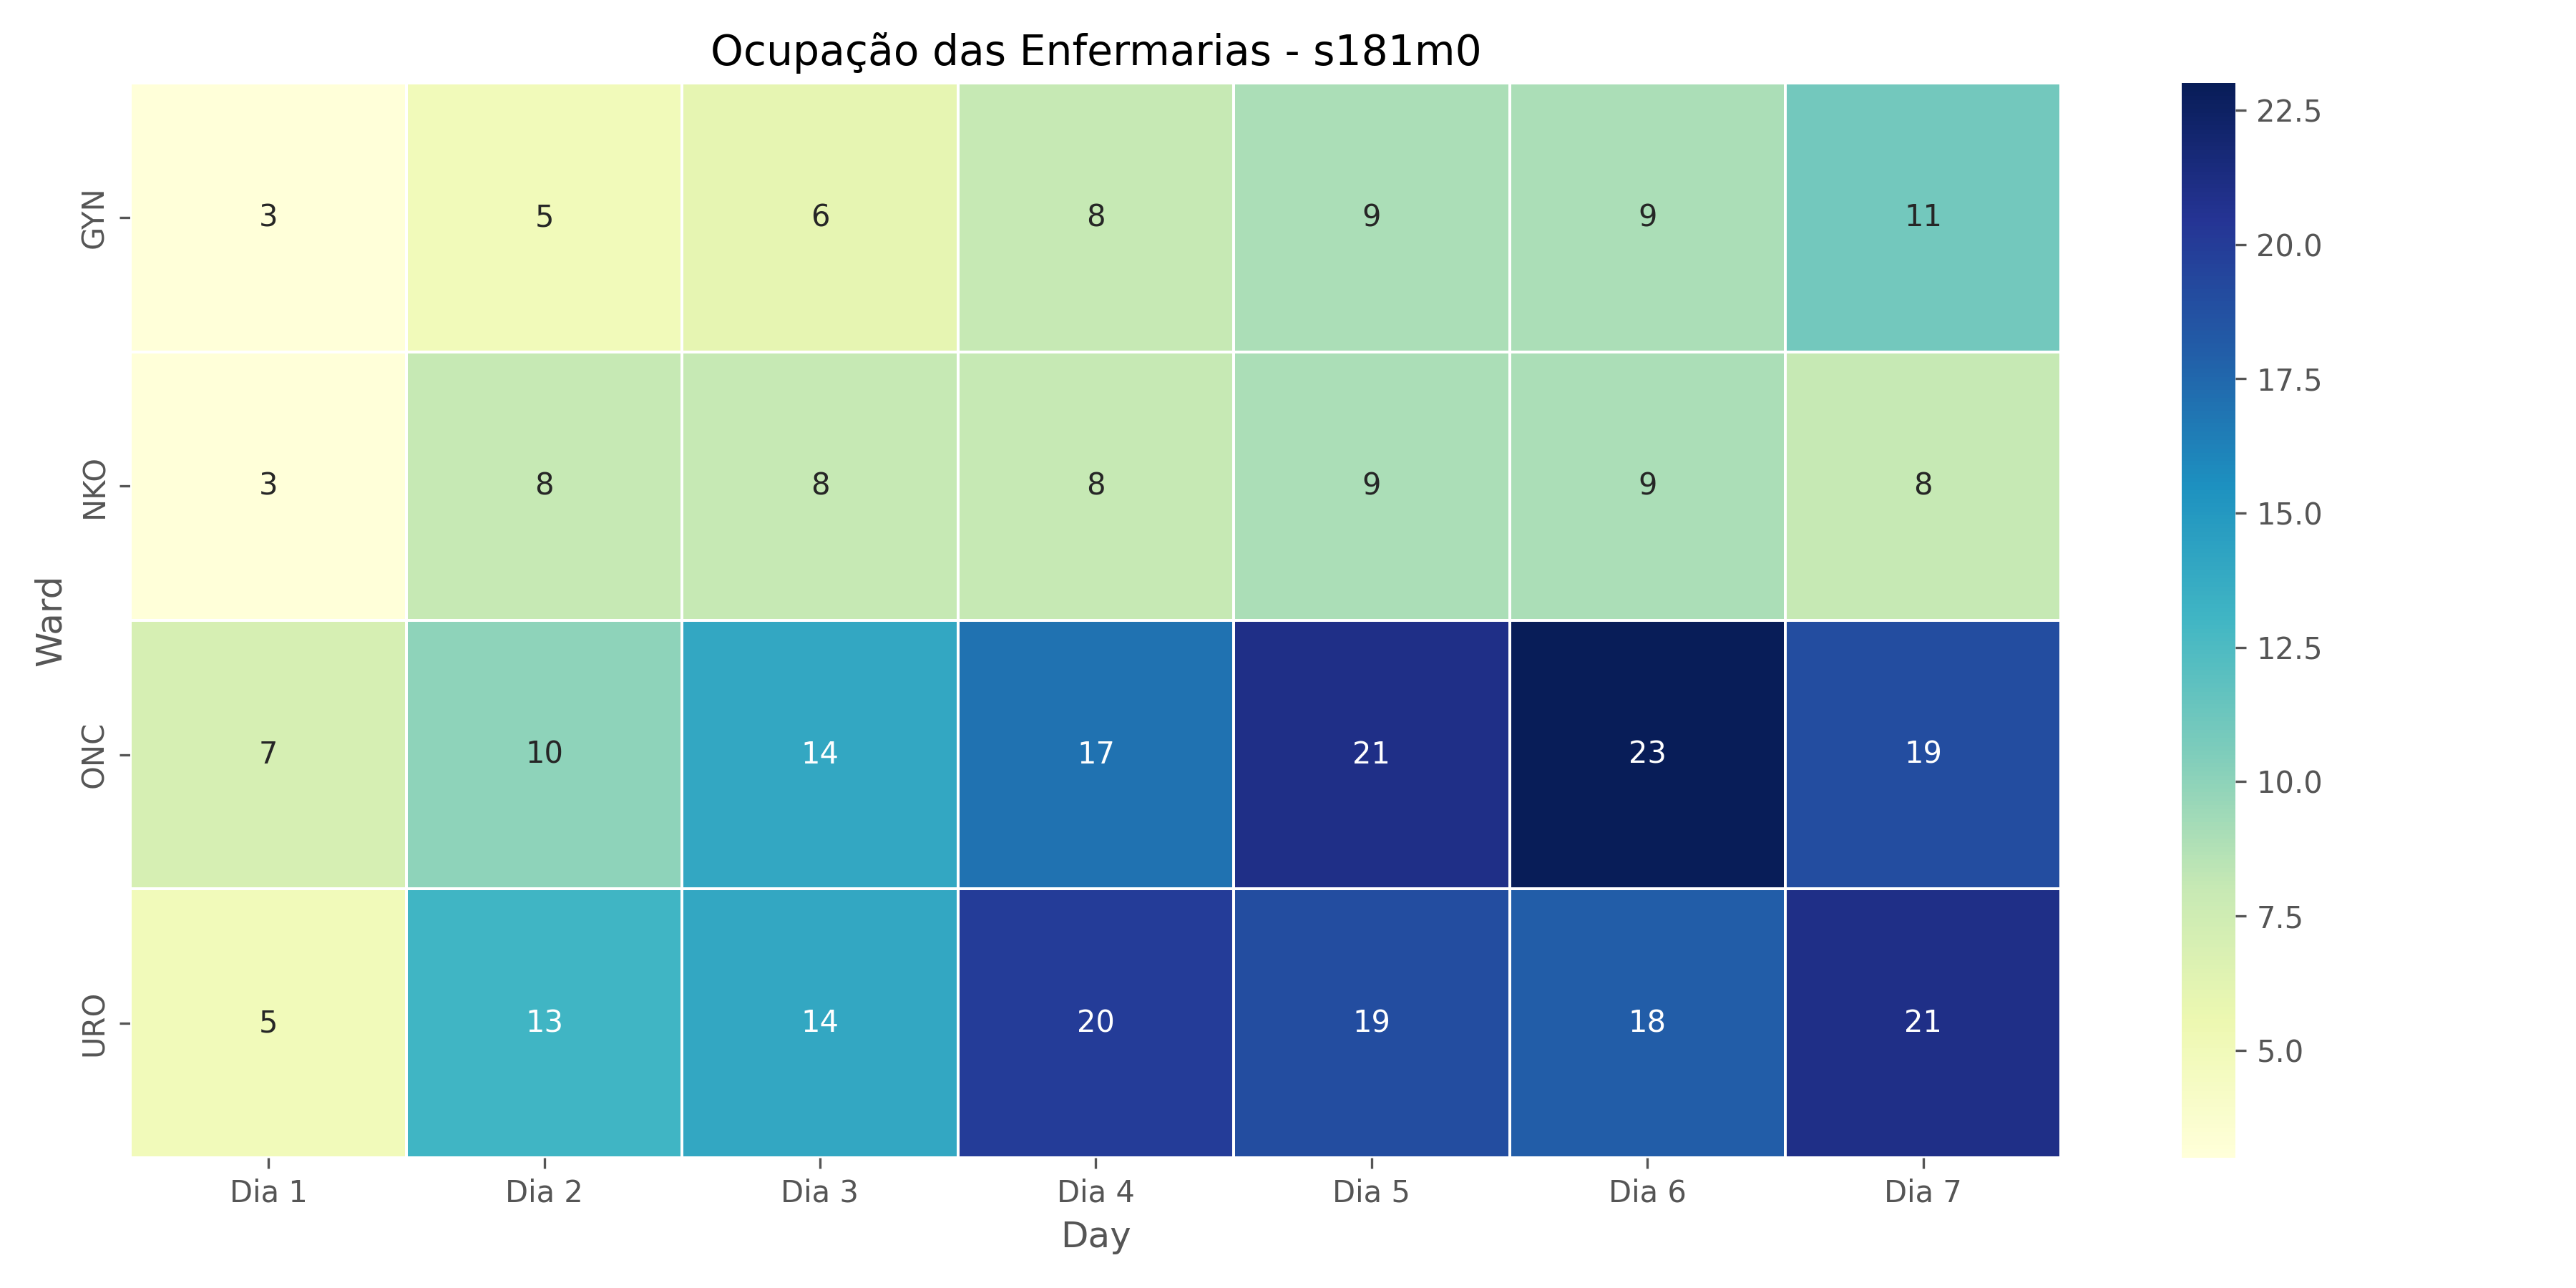 Ocupação das Enfermarias - s181m0
GYN 3 5 6 8 9 9 11
NKO 3 8 8 8 9 9 8
ONC 7 10 14 17 21 23 19
URO 5 13 14 20 19 18 21
Ward
Dia 1 Dia 2 Dia 3 Dia 4 Dia 5 Dia 6 Dia 7
Day
22.5
20.0
17.5
15.0
12.5
10.0
7.5
5.0